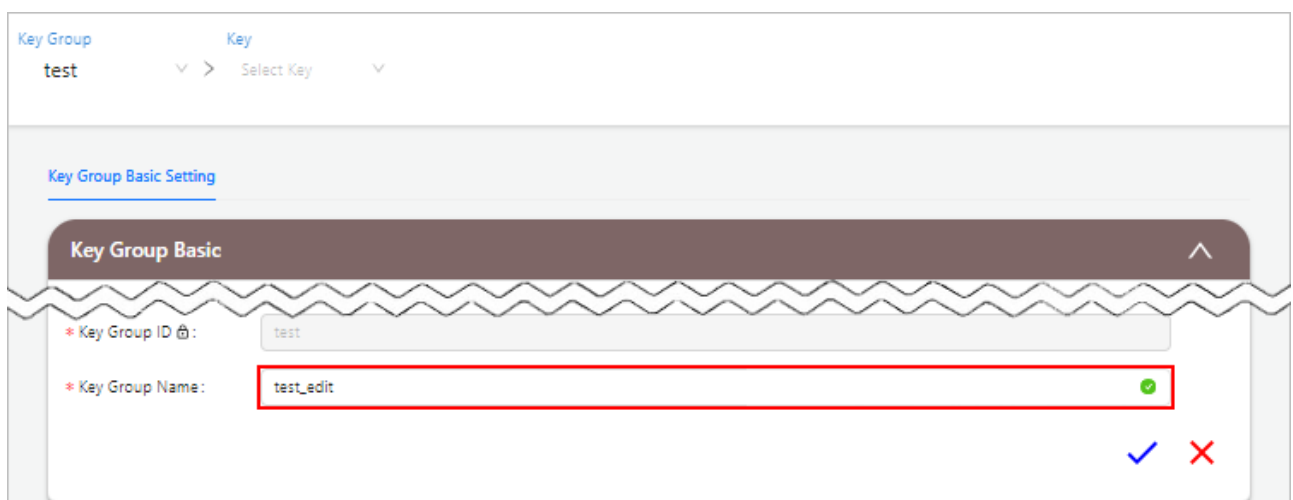 Key Group Key
test > Select Key
Key Group Basic Setting
Key Group Basic
* Key Group ID : test
* Key Group Name : test_edit